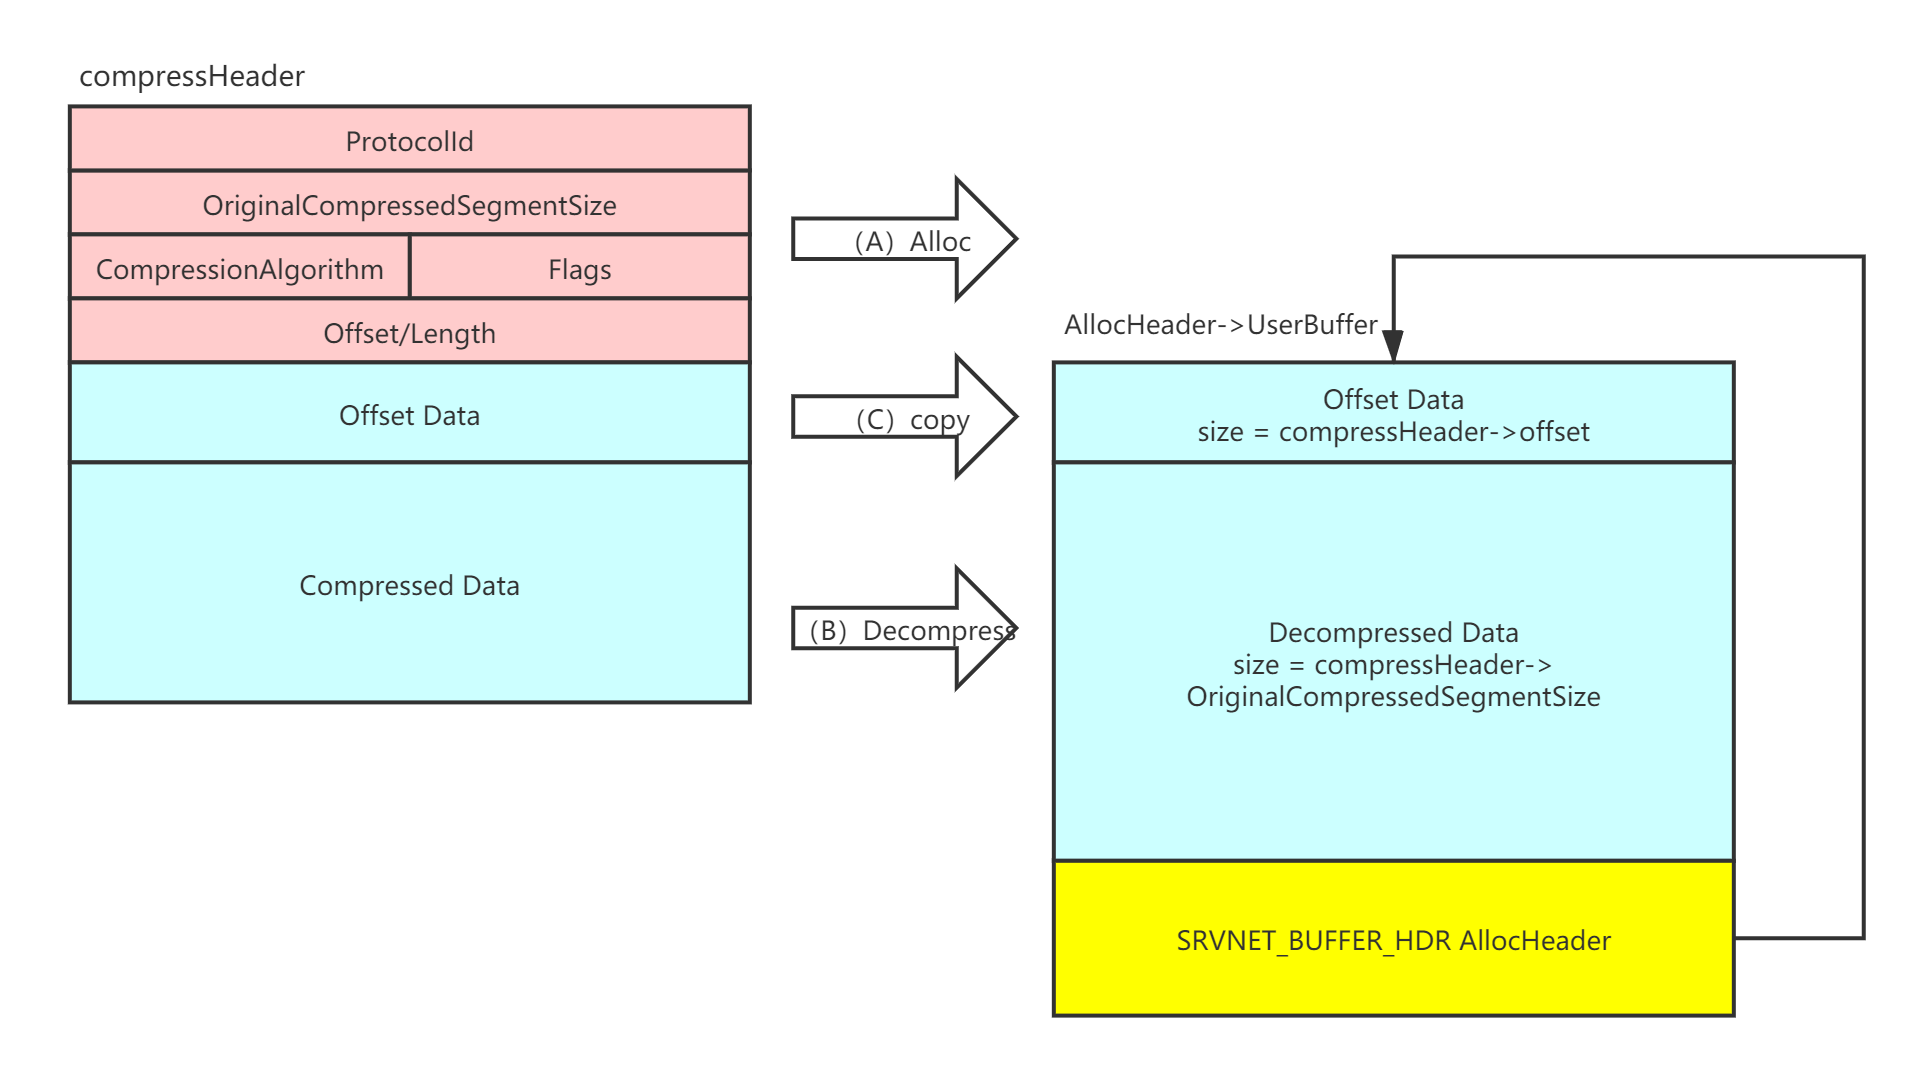 compressHeader
ProtocolId
OriginalCompressedSegmentSize
CompressionAlgorithm
Flags
Offset/Length
Offset Data
Compressed Data
（A）Alloc
（C）copy
（B）Decompress
AllocHeader->UserBuffer
Offset Data
size = compressHeader->offset
Decompressed Data
size = compressHeader->
OriginalCompressedSegmentSize
SRVNET_BUFFER_HDR AllocHeader